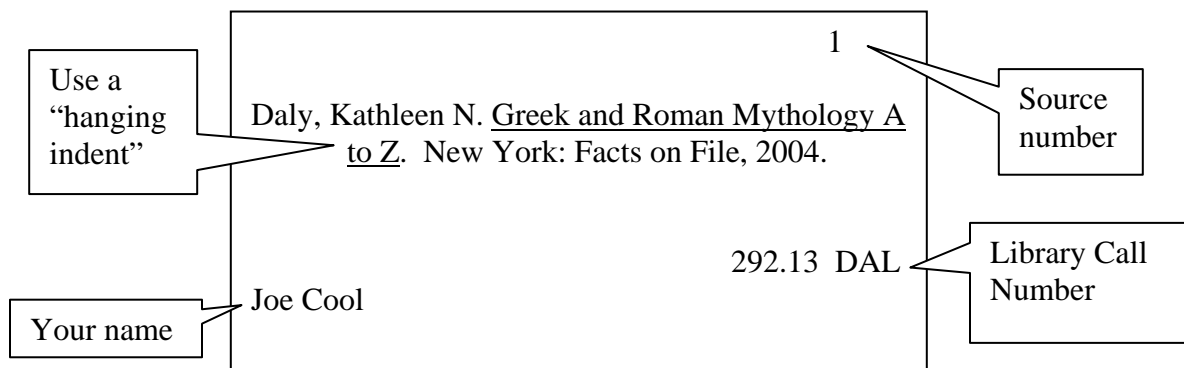 1
Use a
“hanging
indent”
Daly, Kathleen N. Greek and Roman Mythology A
to Z.  New York: Facts on File, 2004.
Source
number
292.13  DAL
Library Call
Number
Joe Cool
Your name